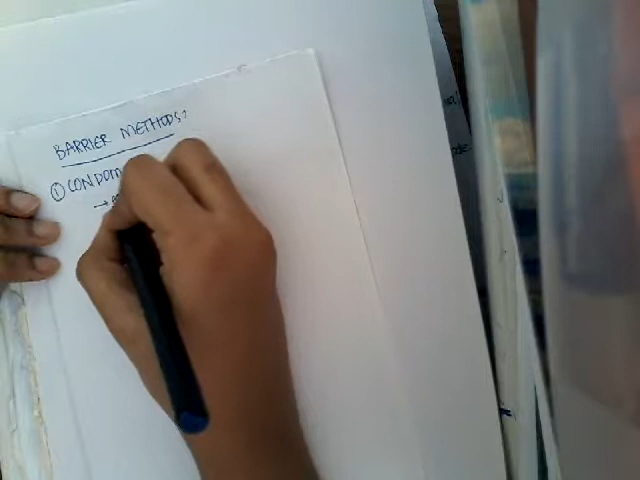 BARRIER METHODS:
① CONDOM
→